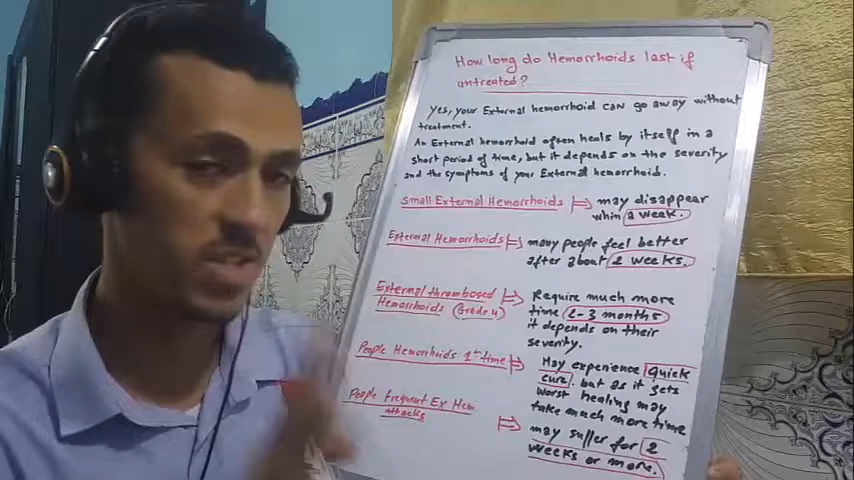 How long do Hemorrhoids last if
untreated?
Yes, Your External hemorrhoid can go away without
treatment.
An External hemorrhoid often heals by itself in a
short period of time, but it depends on the severity
and the symptoms of your External hemorrhoid.
Small External Hemorrhoids → may disappear
whin a week.
External Hemorrhoids → many people feel better
after about 2 weeks.
External thrombosed → Require much more
Hemorrhoids (Grade 4) time 2-3 months
it depends on their
severity.
People Hemorrhoids 1st time → May experience quick
cure. but as it gets
worst healing may
take much more time
People Frequent Ex Hem
attacks → may suffer for 2
weeks or more.